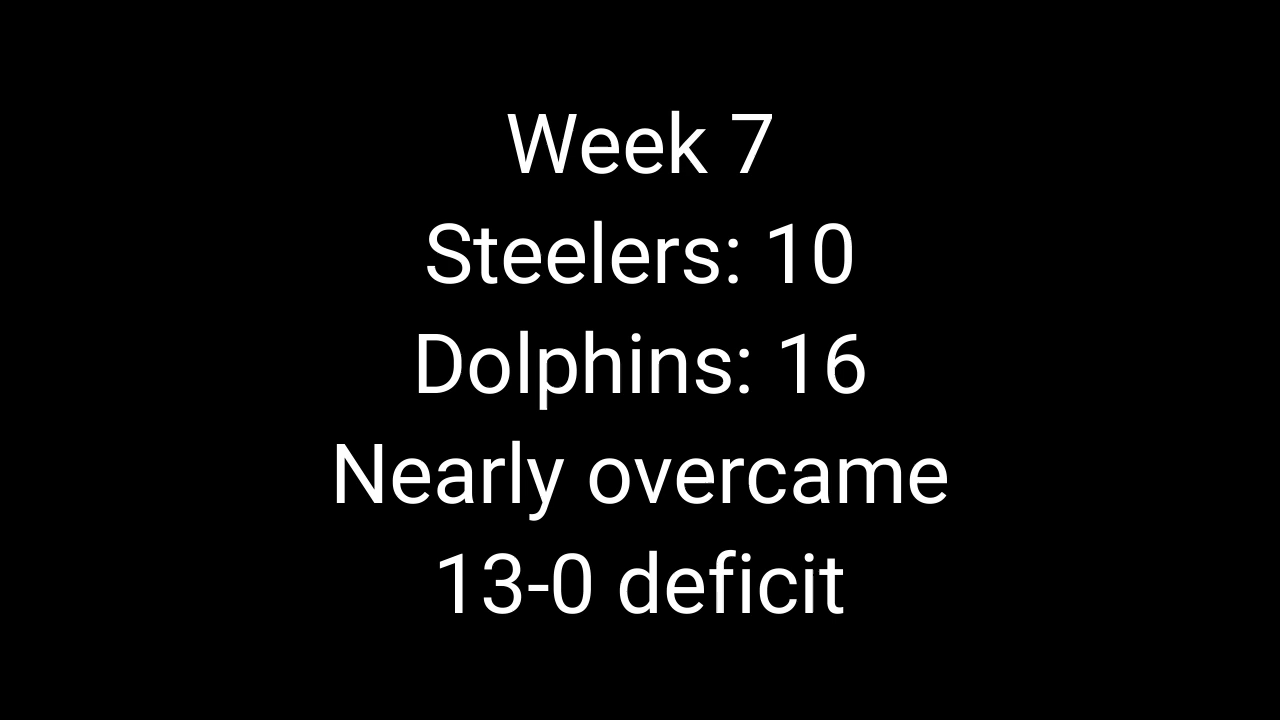 Week 7
Steelers: 10
Dolphins: 16
Nearly overcame
13-0 deficit